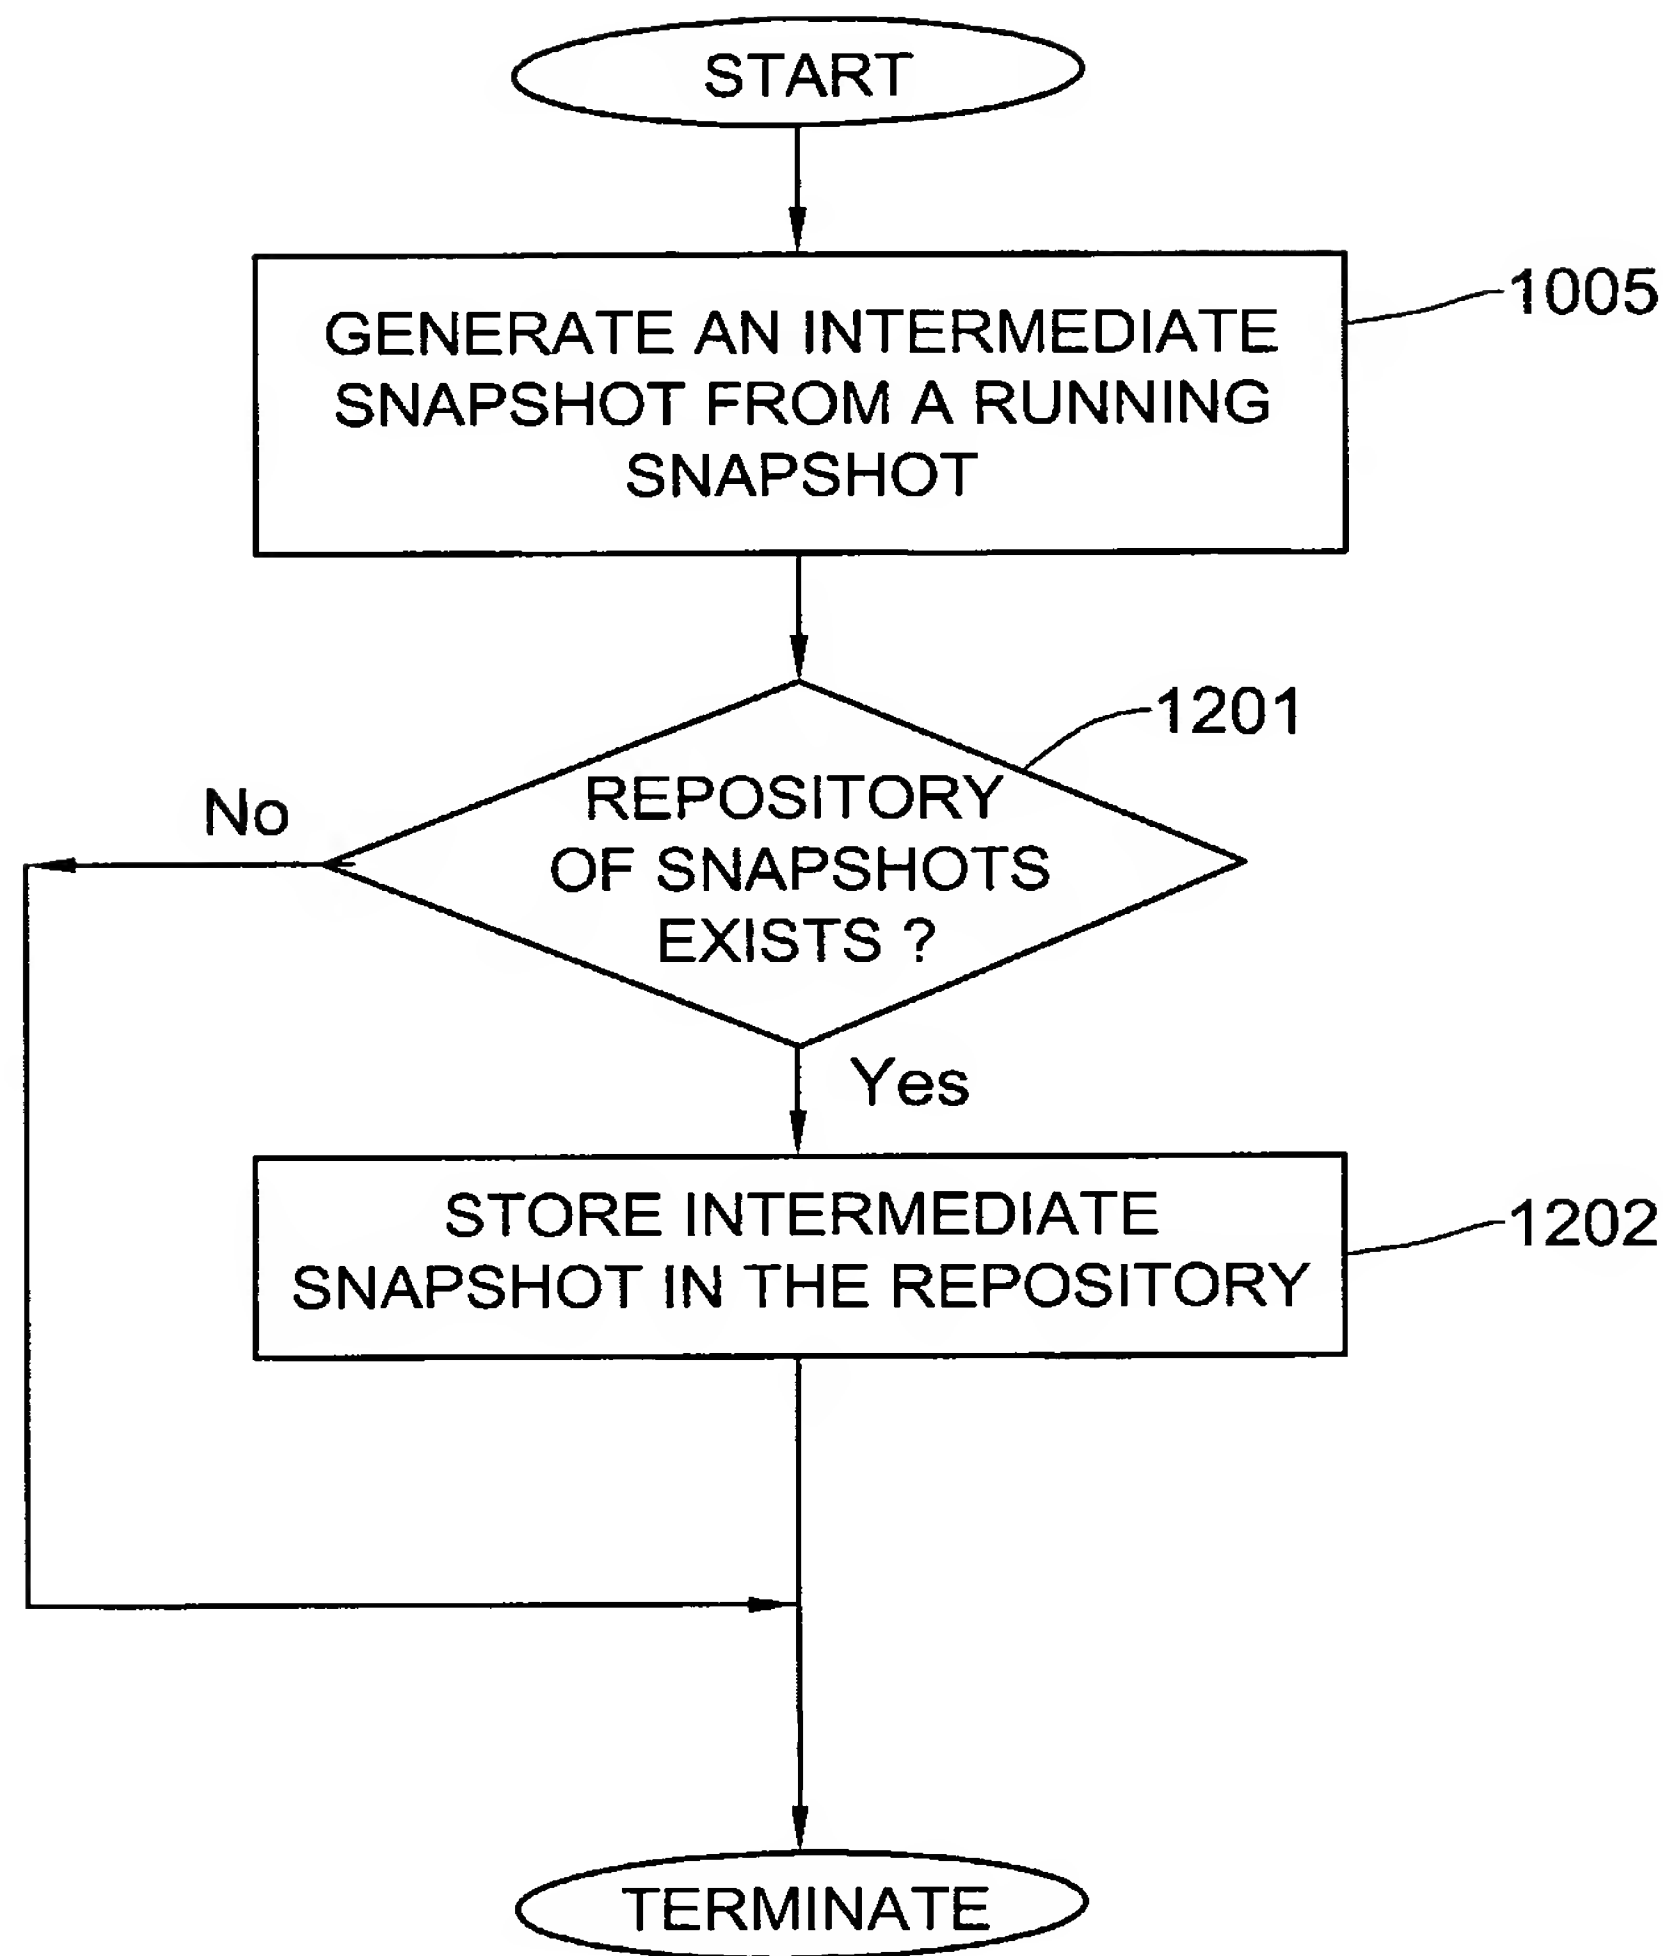 START
GENERATE AN INTERMEDIATE
SNAPSHOT FROM A RUNNING
SNAPSHOT
1005
1201
REPOSITORY
OF SNAPSHOTS
EXISTS ?
No
Yes
STORE INTERMEDIATE
SNAPSHOT IN THE REPOSITORY
1202
TERMINATE